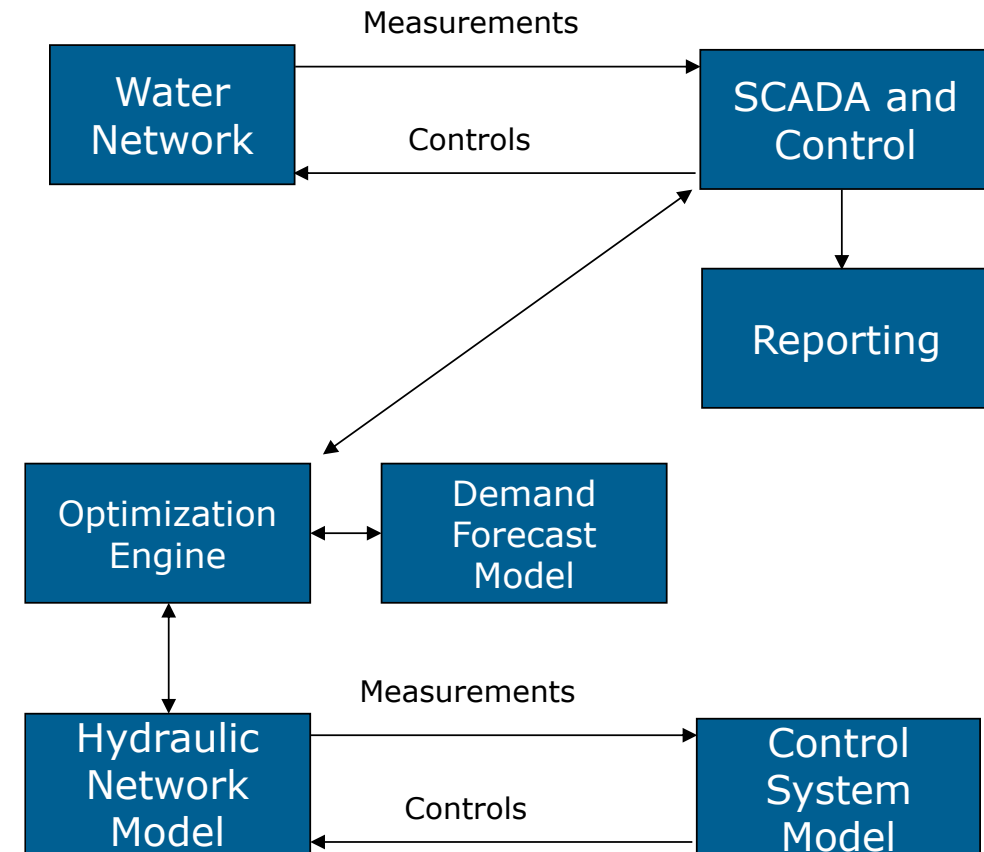 Measurements
Water
Network
SCADA and
Control
Controls
Reporting
Optimization
Engine
Demand
Forecast
Model
Measurements
Hydraulic
Network
Model
Control
System
Model
Controls